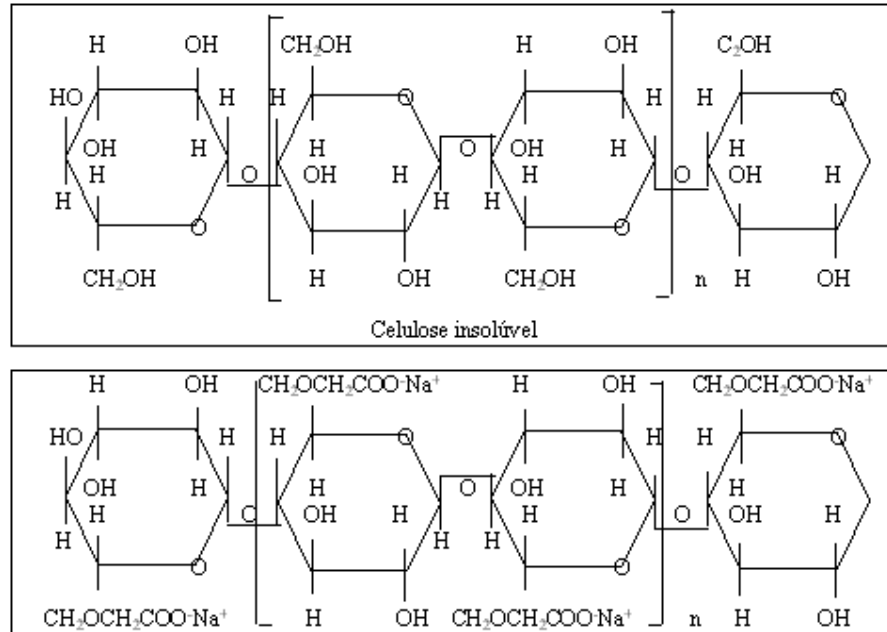 H OH CH₂OH H OH C₂OH
O O
HO H H H H
OH H H OH H H
H O OH H O H H O OH H
H H H
O O
CH₂OH H OH CH₂OH n H OH
Celulose insolúvel
H OH CH₂OCH₂COO⁻Na⁺ H OH CH₂OCH₂COO⁻Na⁺
HO H H H H O O
OH H H OH H H
H O OH H O H H O OH H
H H H
O O
CH₂OCH₂COO⁻Na⁺ H OH CH₂OCH₂COO⁻Na⁺ n H OH